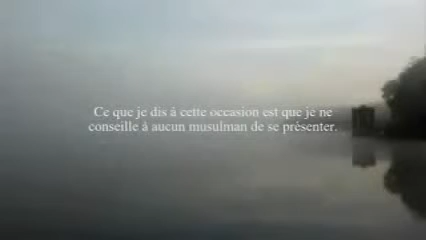 Ce que je dis à cette occasion est que je ne
conseille à aucun musulman de se présenter.